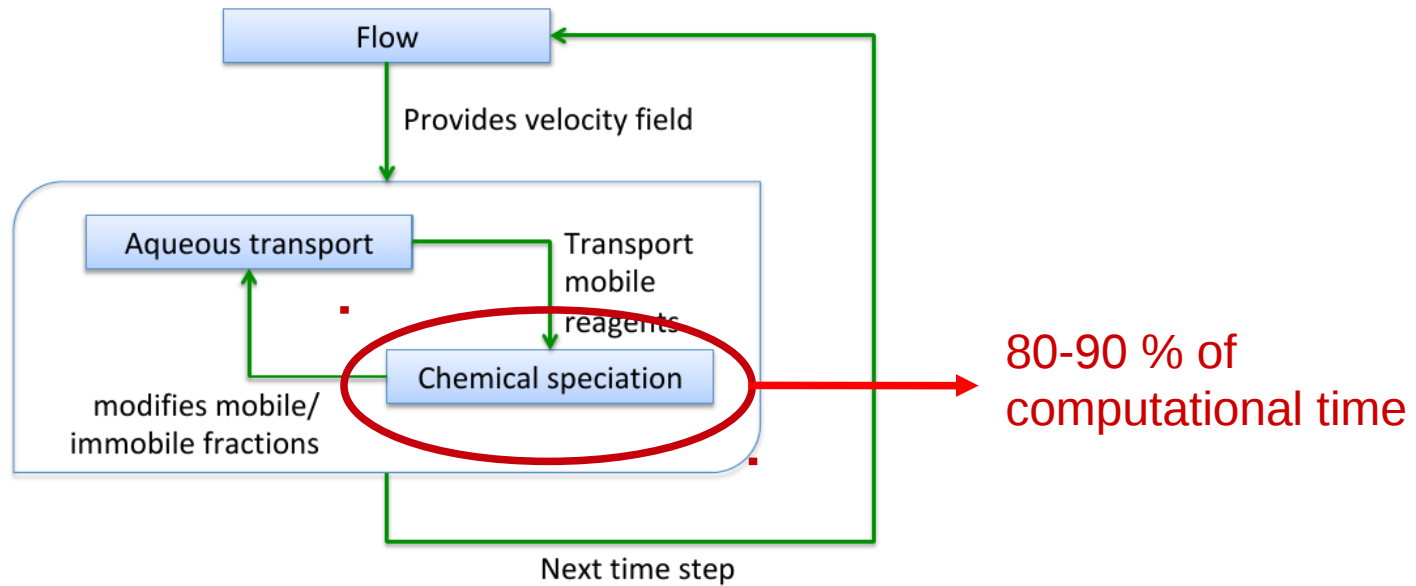 Flow
Provides velocity field
Aqueous transport
Transport
mobile
reagents
Chemical speciation
modifies mobile/
immobile fractions
80-90 % of
computational time
Next time step